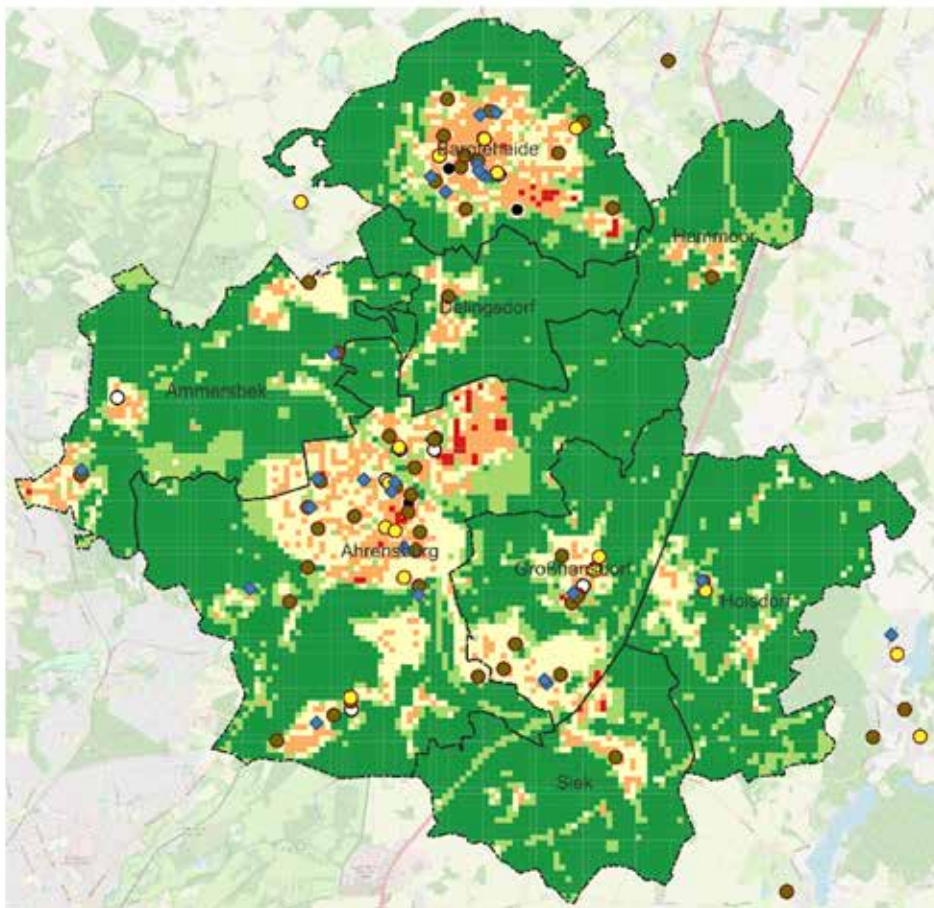 Bargteheide
Hammoor
Delingsdorf
Ammersbek
Ahrensburg
Großhansdorf
Hoisdorf
Siek